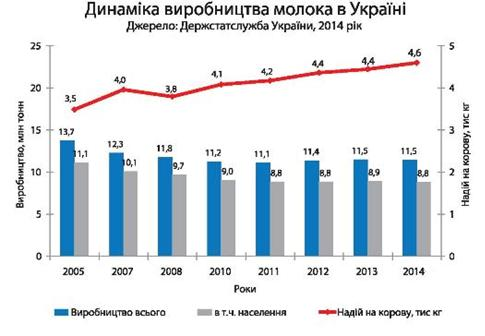 Динаміка виробництва молока в Україні
Джерело: Держстатслужба України, 2014 рік
Виробництво, млн тонн
25
20
15
10
5
0
3,5 4,0 3,8 4,1 4,2 4,4 4,4 4,6
13,7 12,3 11,8 11,2 11,1 11,4 11,5 11,5
11,1 10,1 9,7 9,0 8,8 8,8 8,9 8,8
5
4
3
2
1
0
Надій на корову, тис кг
2005 2007 2008 2010 2011 2012 2013 2014
Роки
Виробництво всього в т.ч. населення Надій на корову, тис кг